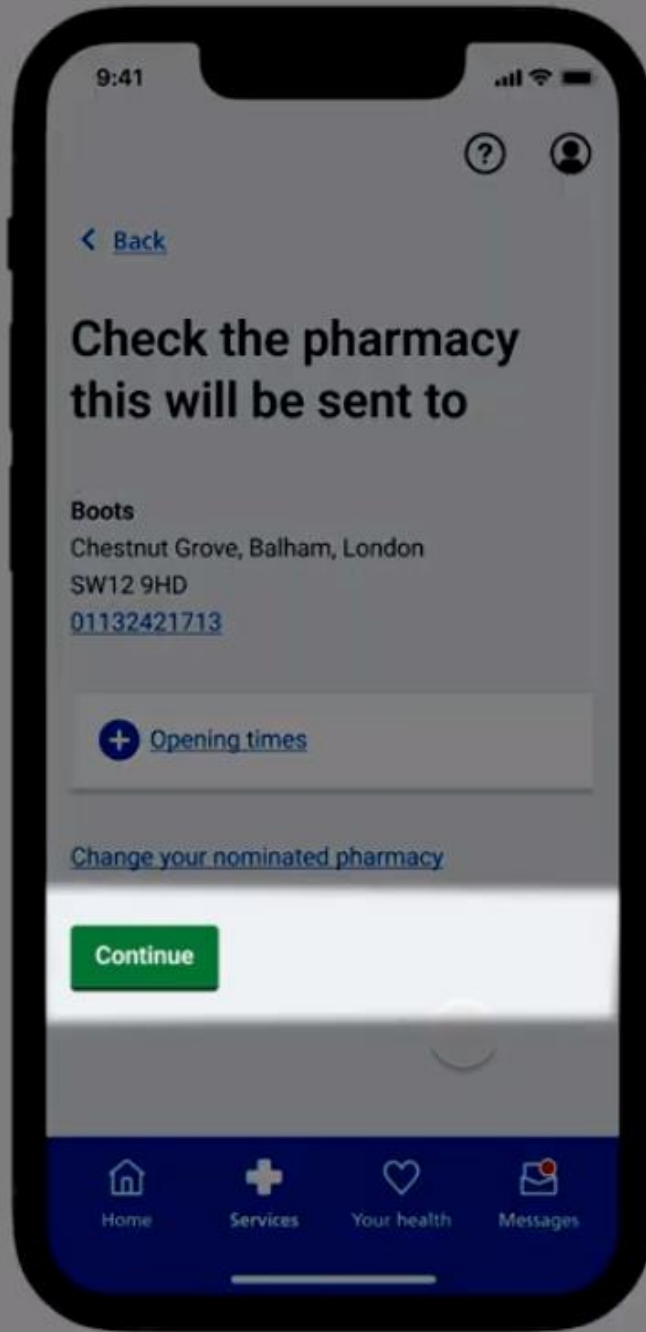 9:41
?
Back
Check the pharmacy
this will be sent to
Boots
Chestnut Grove, Balham, London
SW12 9HD
01132421713
Opening times
Change your nominated pharmacy
Continue
Home Services Your health Messages